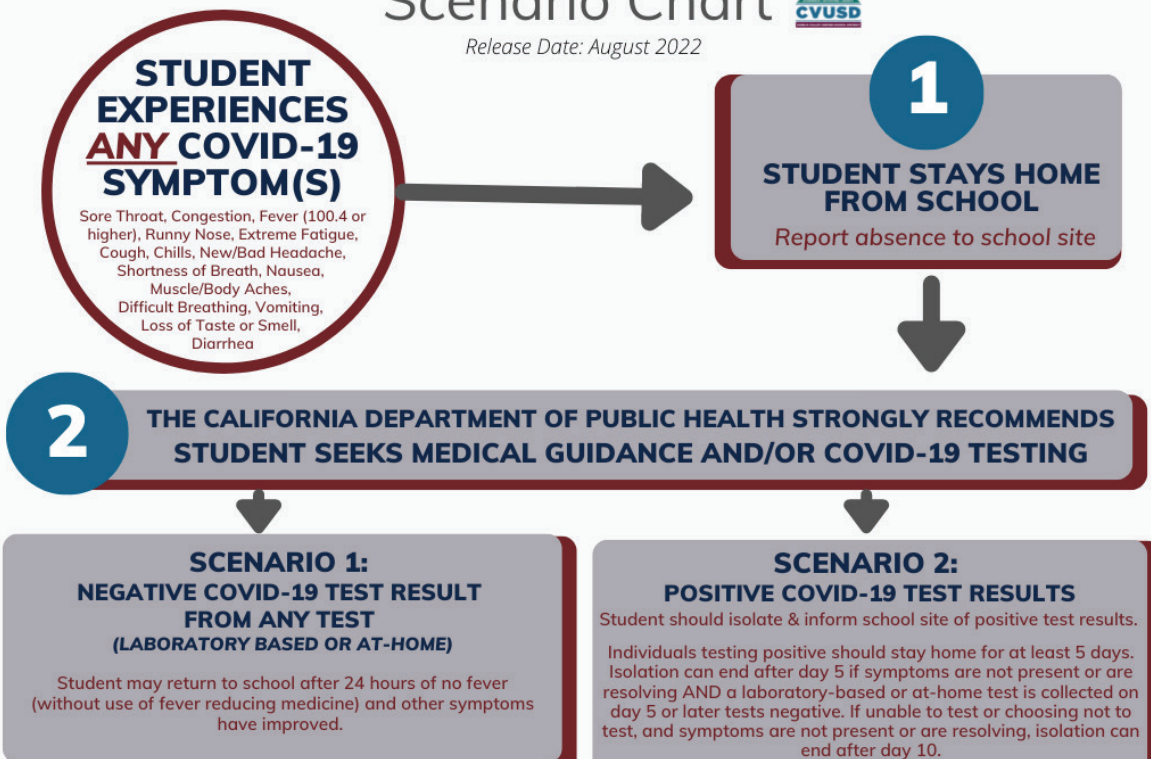 Scenario Chart
CVUSD
Release Date: August 2022
STUDENT
EXPERIENCES
ANY COVID-19
SYMPTOM(S)
Sore Throat, Congestion, Fever (100.4 or
higher), Runny Nose, Extreme Fatigue,
Cough, Chills, New/Bad Headache,
Shortness of Breath, Nausea,
Muscle/Body Aches,
Difficult Breathing, Vomiting,
Loss of Taste or Smell,
Diarrhea
1
STUDENT STAYS HOME
FROM SCHOOL
Report absence to school site
2
THE CALIFORNIA DEPARTMENT OF PUBLIC HEALTH STRONGLY RECOMMENDS
STUDENT SEEKS MEDICAL GUIDANCE AND/OR COVID-19 TESTING
SCENARIO 1:
NEGATIVE COVID-19 TEST RESULT
FROM ANY TEST
(LABORATORY BASED OR AT-HOME)
Student may return to school after 24 hours of no fever
(without use of fever reducing medicine) and other symptoms
have improved.
SCENARIO 2:
POSITIVE COVID-19 TEST RESULTS
Student should isolate & inform school site of positive test results.
Individuals testing positive should stay home for at least 5 days.
Isolation can end after day 5 if symptoms are not present or are
resolving AND a laboratory-based or at-home test is collected on
day 5 or later tests negative. If unable to test or choosing not to
test, and symptoms are not present or are resolving, isolation can
end after day 10.